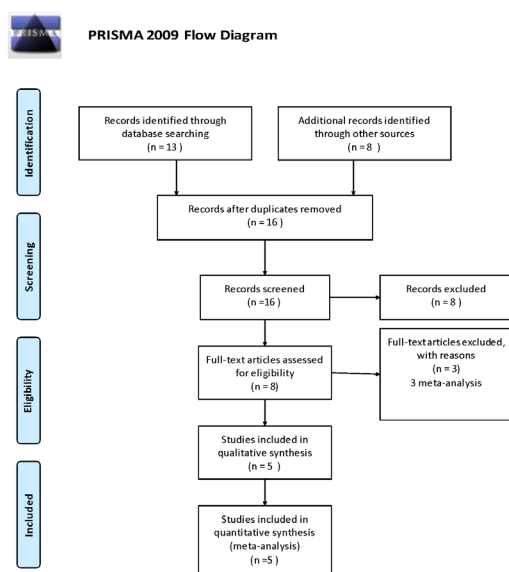 PRISMA
PRISMA 2009 Flow Diagram
Identification
Records identified through
database searching
(n = 13 )
Additional records identified
through other sources
(n = 8 )
Records after duplicates removed
(n = 16 )
Screening
Records screened
(n =16 )
Records excluded
(n = 8 )
Eligibility
Full-text articles assessed
for eligibility
(n = 8)
Full-text articles excluded,
with reasons
(n = 3)
3 meta-analysis
Studies included in
qualitative synthesis
(n = 5 )
Included
Studies included in
quantitative synthesis
(meta-analysis)
(n =5 )